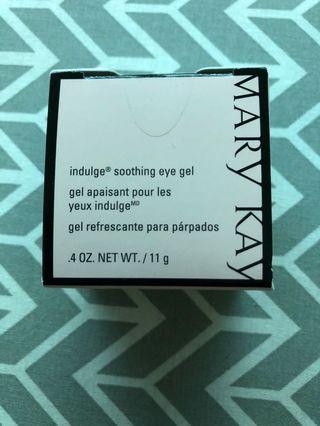 indulge® soothing eye gel
gel apaisant pour les
yeux indulgeᴹᴰ
gel refrescante para párpados
.4 OZ. NET WT. / 11 g
MARY KAY